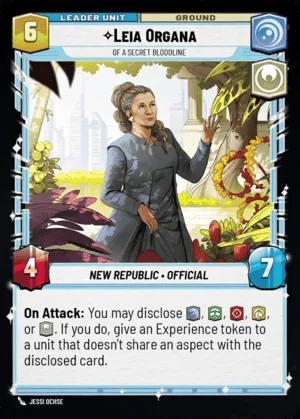 LEADER UNIT GROUND
6
LEIA ORGANA
OF A SECRET BLOODLINE
4
7
NEW REPUBLIC • OFFICIAL
On Attack: You may disclose , , , ,
or . If you do, give an Experience token to
a unit that doesn't share an aspect with the
disclosed card.
JESSI OCHSE